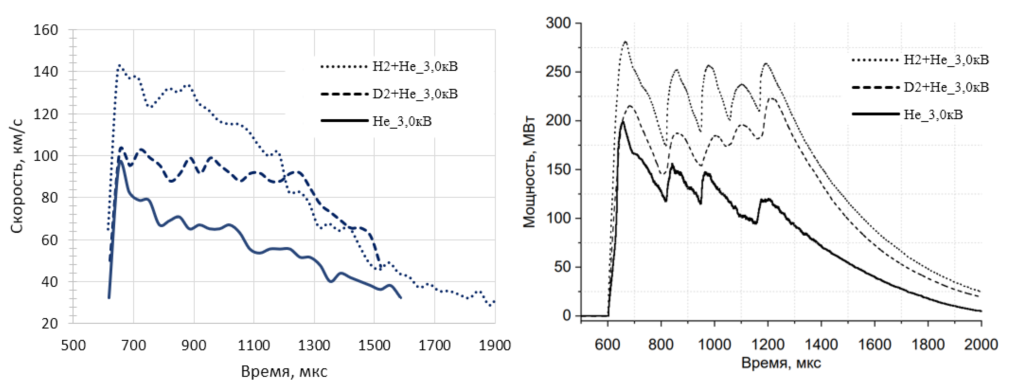 160
140
120
100
80
60
40
20
Скорость, км/с
H2+He_3,0кВ
D2+He_3,0кВ
He_3,0кВ
500 700 900 1100 1300 1500 1700 1900
Время, мкс
300
250
200
150
100
50
0
Мощность, МВт
H2+He_3,0кВ
D2+He_3,0кВ
He_3,0кВ
600 800 1000 1200 1400 1600 1800 2000
Время, мкс